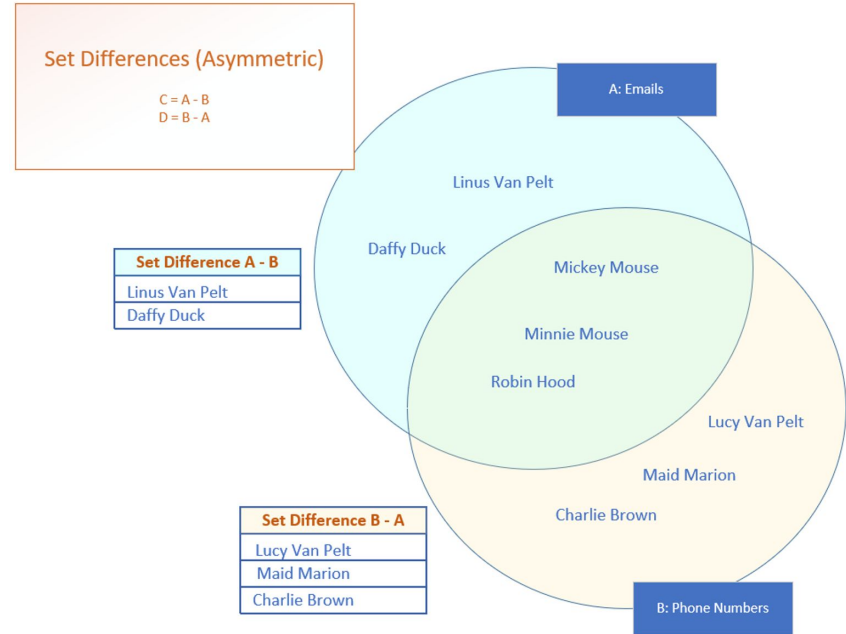 Set Differences (Asymmetric)
C = A - B
D = B - A
A: Emails
Linus Van Pelt
Daffy Duck
Mickey Mouse
Minnie Mouse
Robin Hood
Lucy Van Pelt
Maid Marion
Charlie Brown
B: Phone Numbers
Set Difference A - B
Linus Van Pelt
Daffy Duck
Set Difference B - A
Lucy Van Pelt
Maid Marion
Charlie Brown